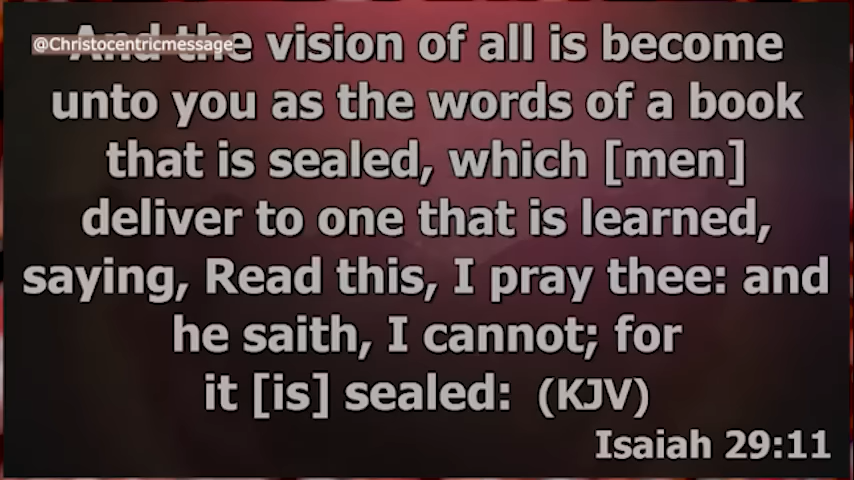 @Christocentricmessage
And the vision of all is become
unto you as the words of a book
that is sealed, which [men]
deliver to one that is learned,
saying, Read this, I pray thee: and
he saith, I cannot; for
it [is] sealed: (KJV)
Isaiah 29:11